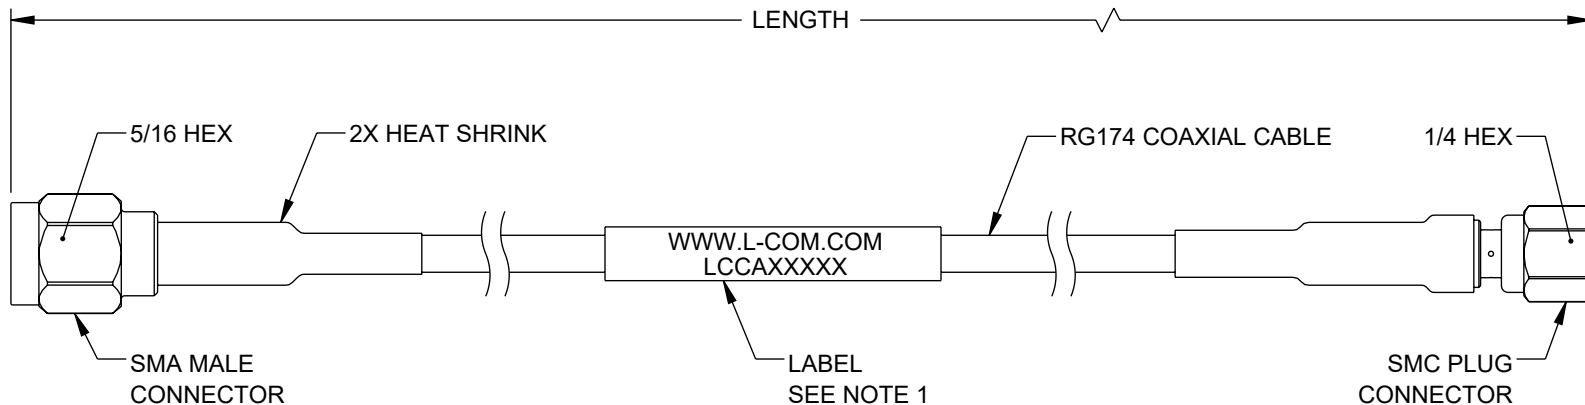 LENGTH
5/16 HEX
2X HEAT SHRINK
RG174 COAXIAL CABLE
1/4 HEX
WWW.L-COM.COM
LCCAXXXXX
SMA MALE
CONNECTOR
LABEL
SEE NOTE 1
SMC PLUG
CONNECTOR